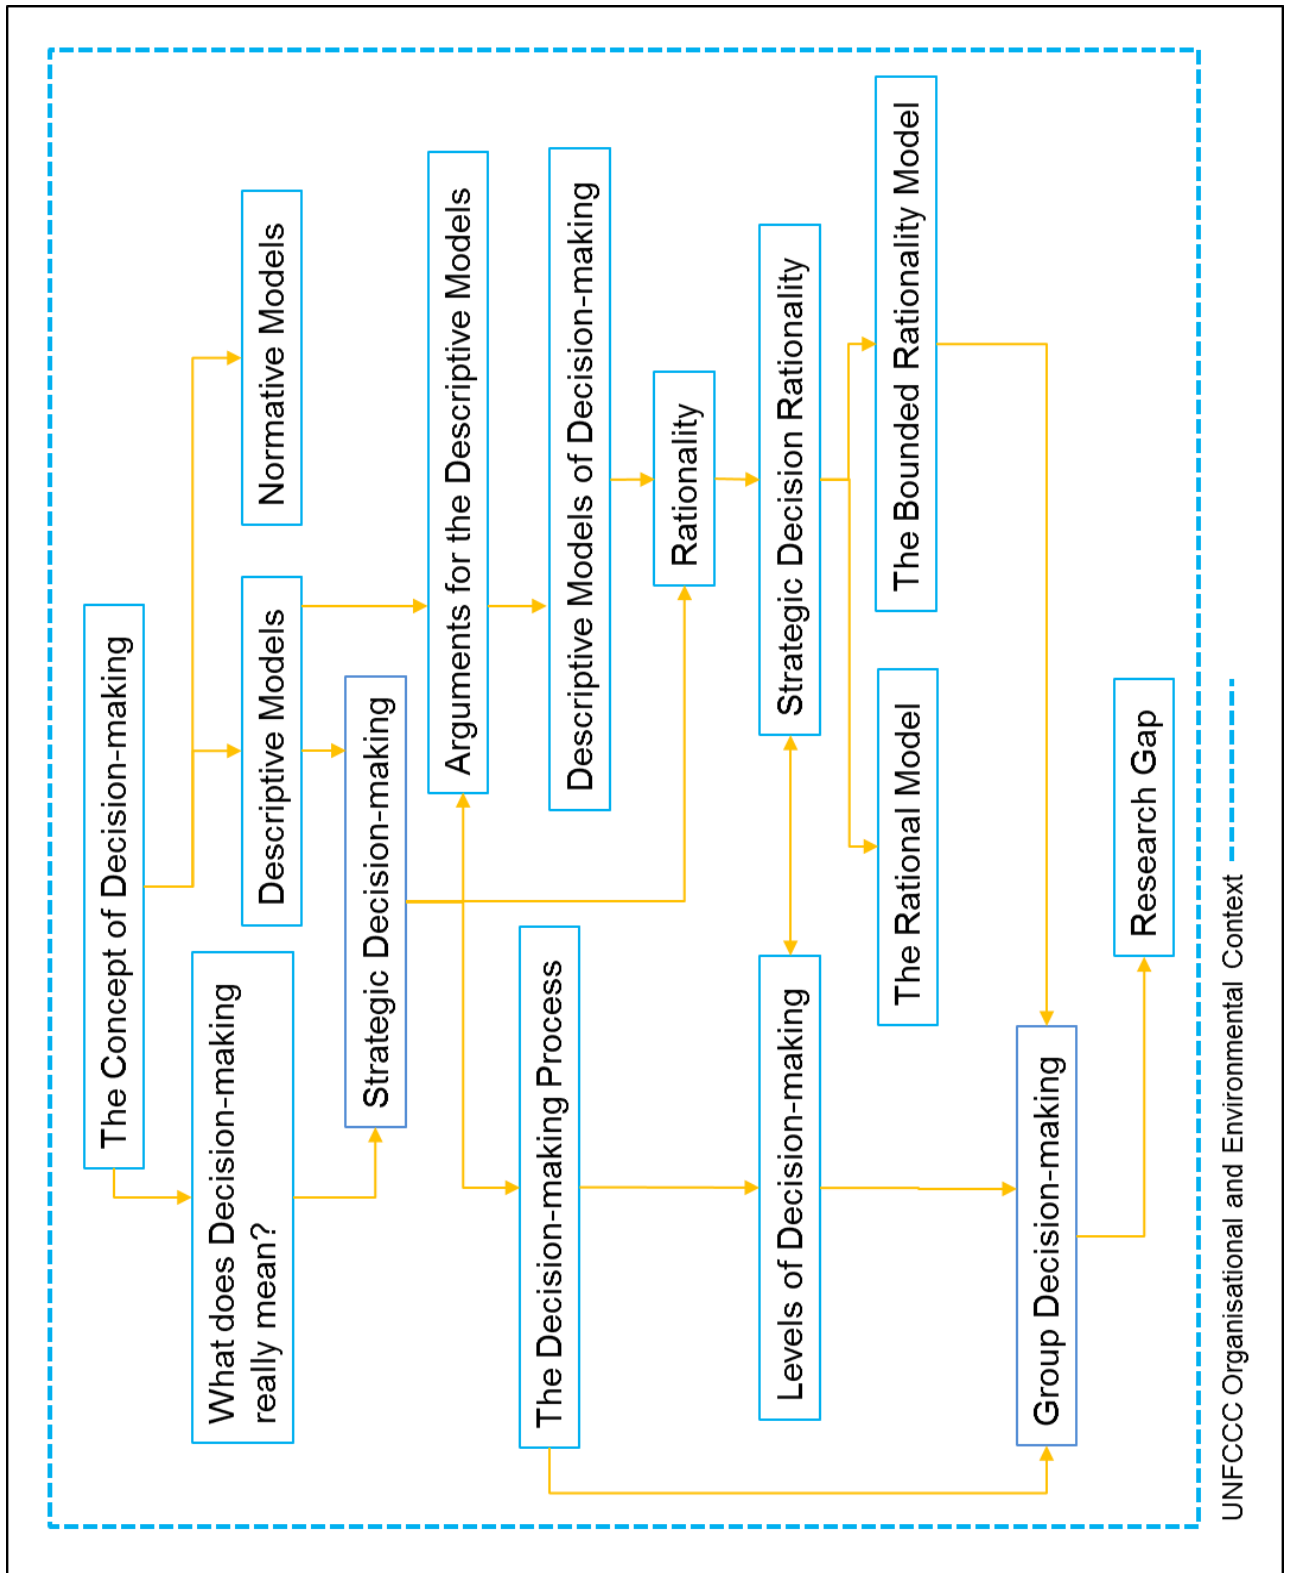 The Concept of Decision-making
What does Decision-making
really mean?
Descriptive Models
Normative Models
Strategic Decision-making
Arguments for the Descriptive Models
The Decision-making Process
Descriptive Models of Decision-making
Rationality
Levels of Decision-making
Strategic Decision Rationality
The Rational Model
The Bounded Rationality Model
Group Decision-making
Research Gap
UNFCCC Organisational and Environmental Context